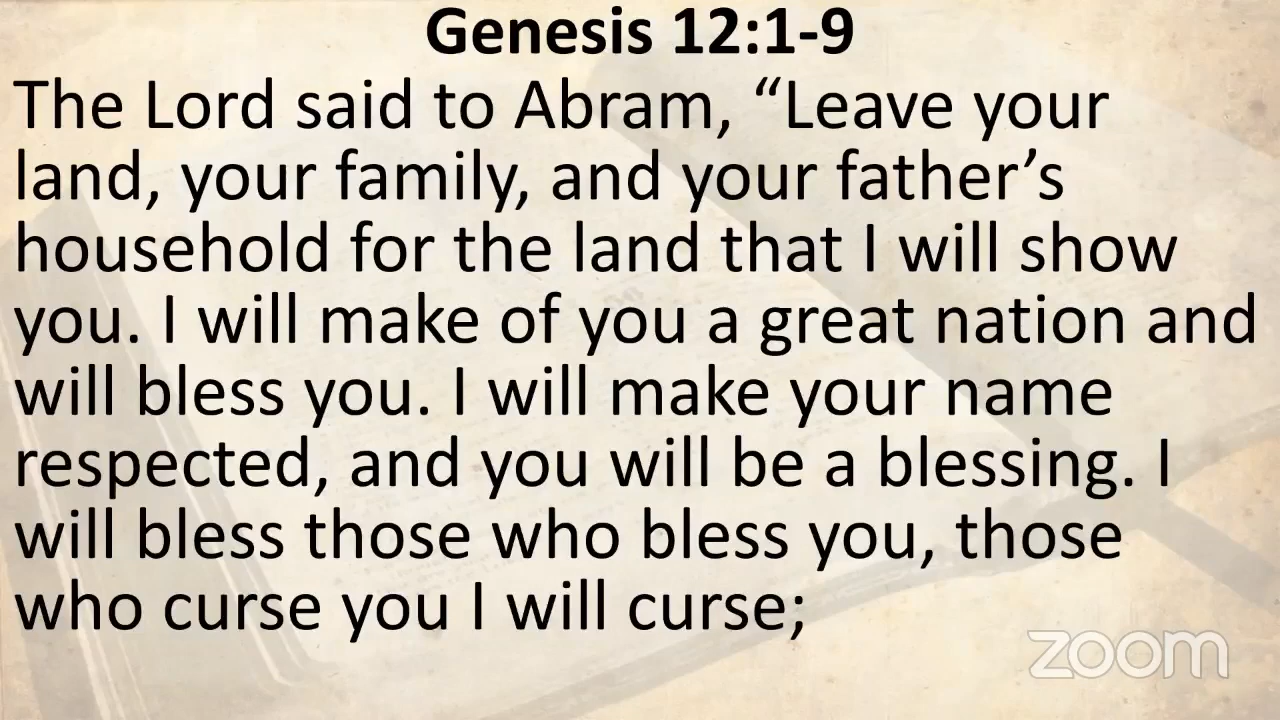 Genesis 12:1-9
The Lord said to Abram, “Leave your
land, your family, and your father’s
household for the land that I will show
you. I will make of you a great nation and
will bless you. I will make your name
respected, and you will be a blessing. I
will bless those who bless you, those
who curse you I will curse;
zoom